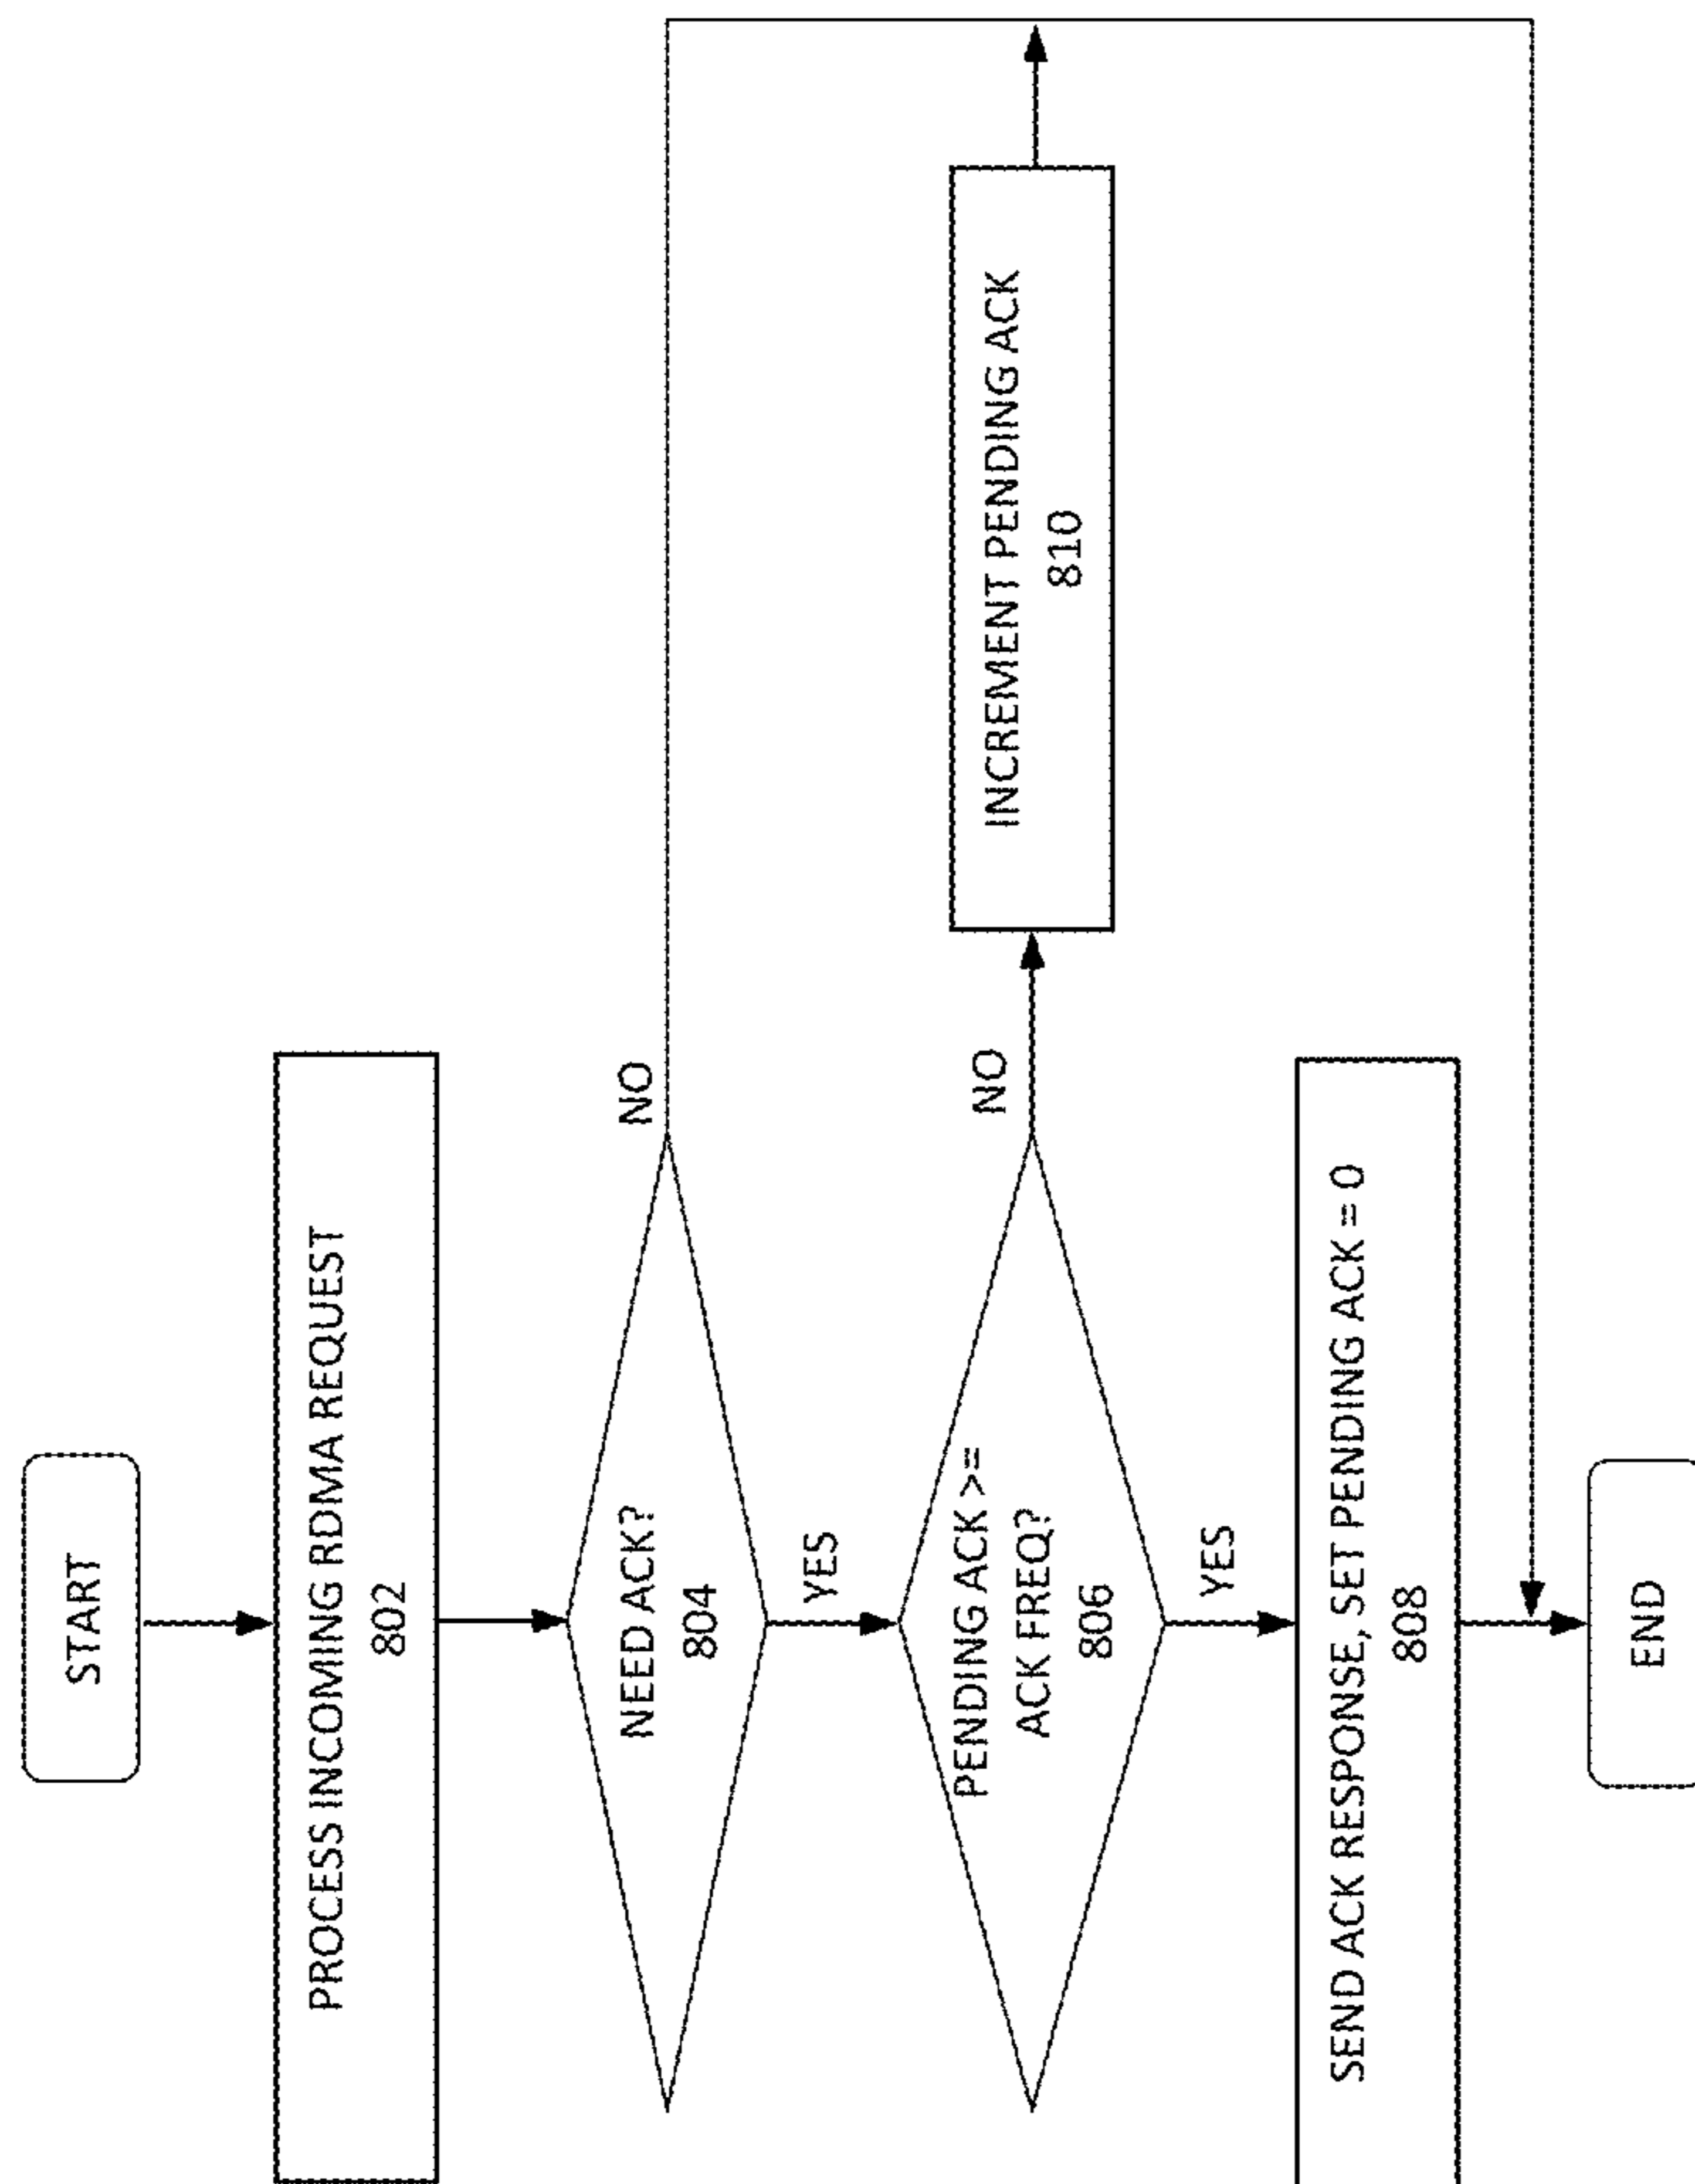 START
PROCESS INCOMING RDMA REQUEST
802
NEED ACK?
804
NO
YES
PENDING ACK >=
ACK FREQ?
806
NO
INCREMENT PENDING ACK
810
YES
SEND ACK RESPONSE, SET PENDING ACK = 0
808
END